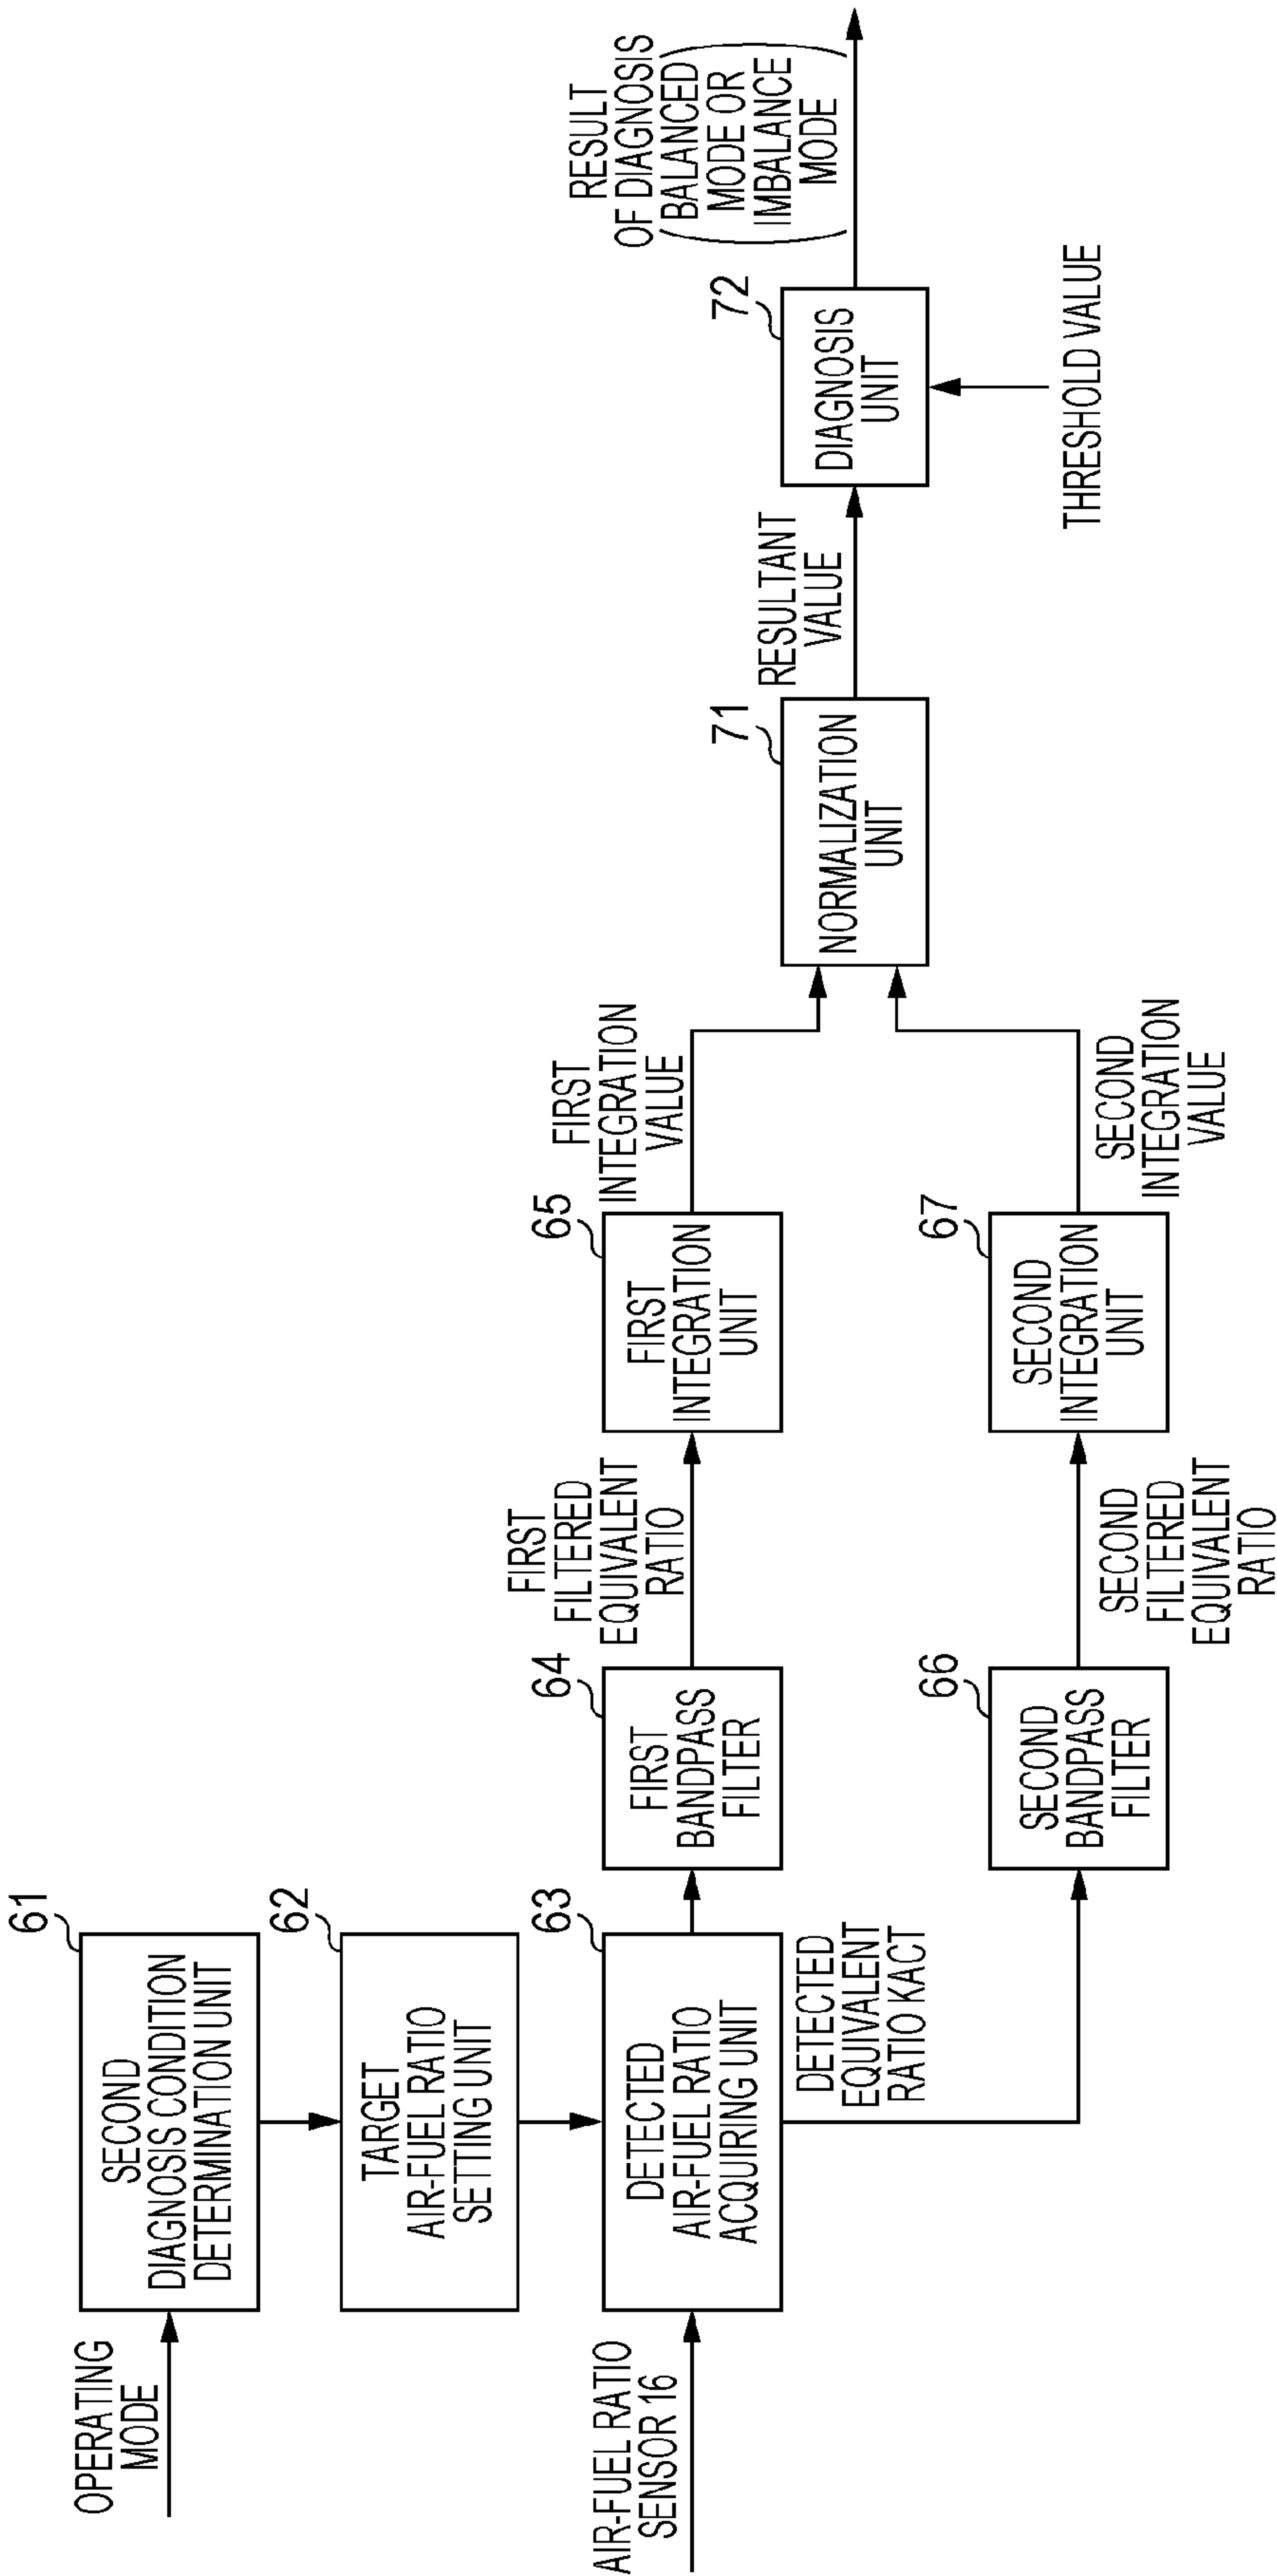 OPERATING
MODE
61
SECOND
DIAGNOSIS CONDITION
DETERMINATION UNIT
62
TARGET
AIR-FUEL RATIO
SETTING UNIT
AIR-FUEL RATIO
SENSOR 16
63
DETECTED
AIR-FUEL RATIO
ACQUIRING UNIT
DETECTED
EQUIVALENT
RATIO KACT
64
FIRST
BANDPASS
FILTER
FIRST
FILTERED
EQUIVALENT
RATIO
65
FIRST
INTEGRATION
UNIT
FIRST
INTEGRATION
VALUE
66
SECOND
BANDPASS
FILTER
SECOND
FILTERED
EQUIVALENT
RATIO
67
SECOND
INTEGRATION
UNIT
SECOND
INTEGRATION
VALUE
71
NORMALIZATION
UNIT
RESULTANT
VALUE
72
DIAGNOSIS
UNIT
THRESHOLD VALUE
RESULT
OF DIAGNOSIS
(BALANCED
MODE OR
IMBALANCE
MODE)